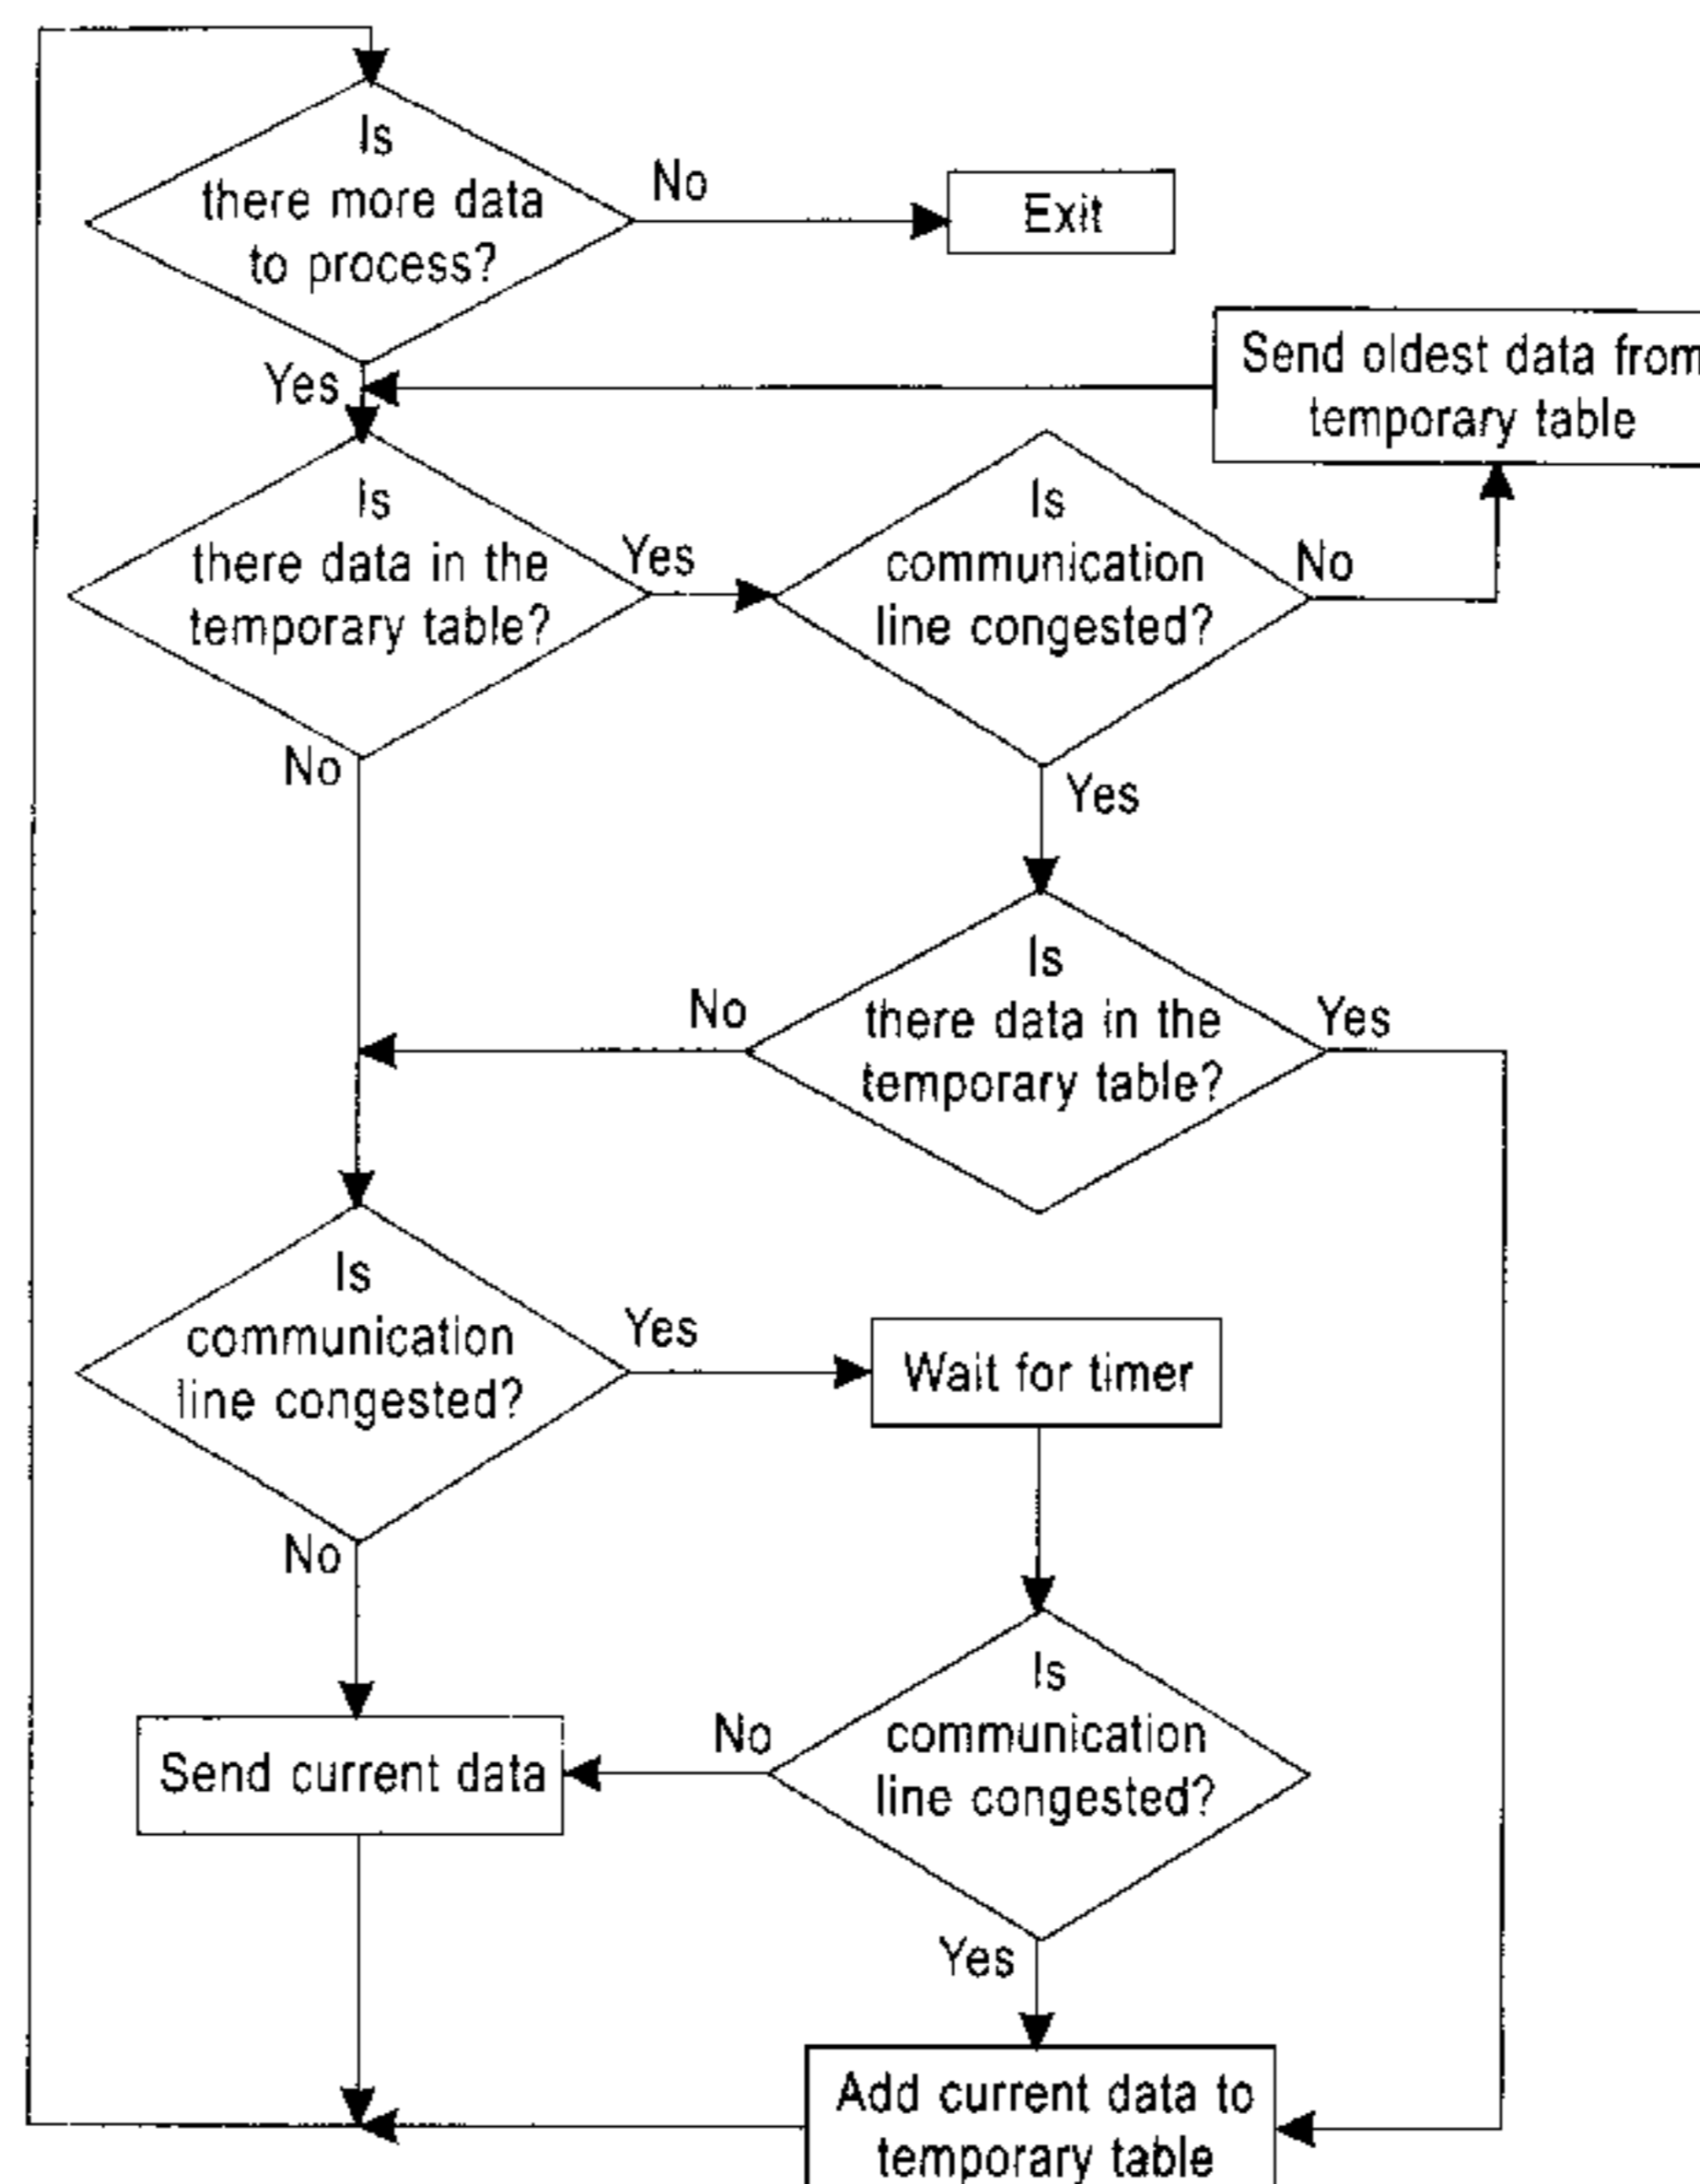 Is
there more data
to process?
No
Exit
Yes
Send oldest data from
temporary table
Is
there data in the
temporary table?
Yes
Is
communication
line congested?
No
No
Yes
Is
there data in the
temporary table?
No
Yes
Is
communication
line congested?
Yes
Wait for timer
No
Is
communication
line congested?
No
Send current data
Yes
Add current data to
temporary table